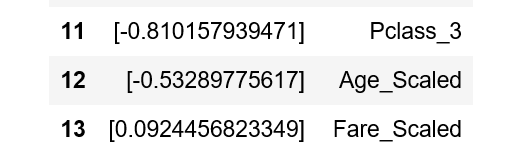 11 [-0.810157939471] Pclass_3
12 [-0.53289775617] Age_Scaled
13 [0.0924456823349] Fare_Scaled